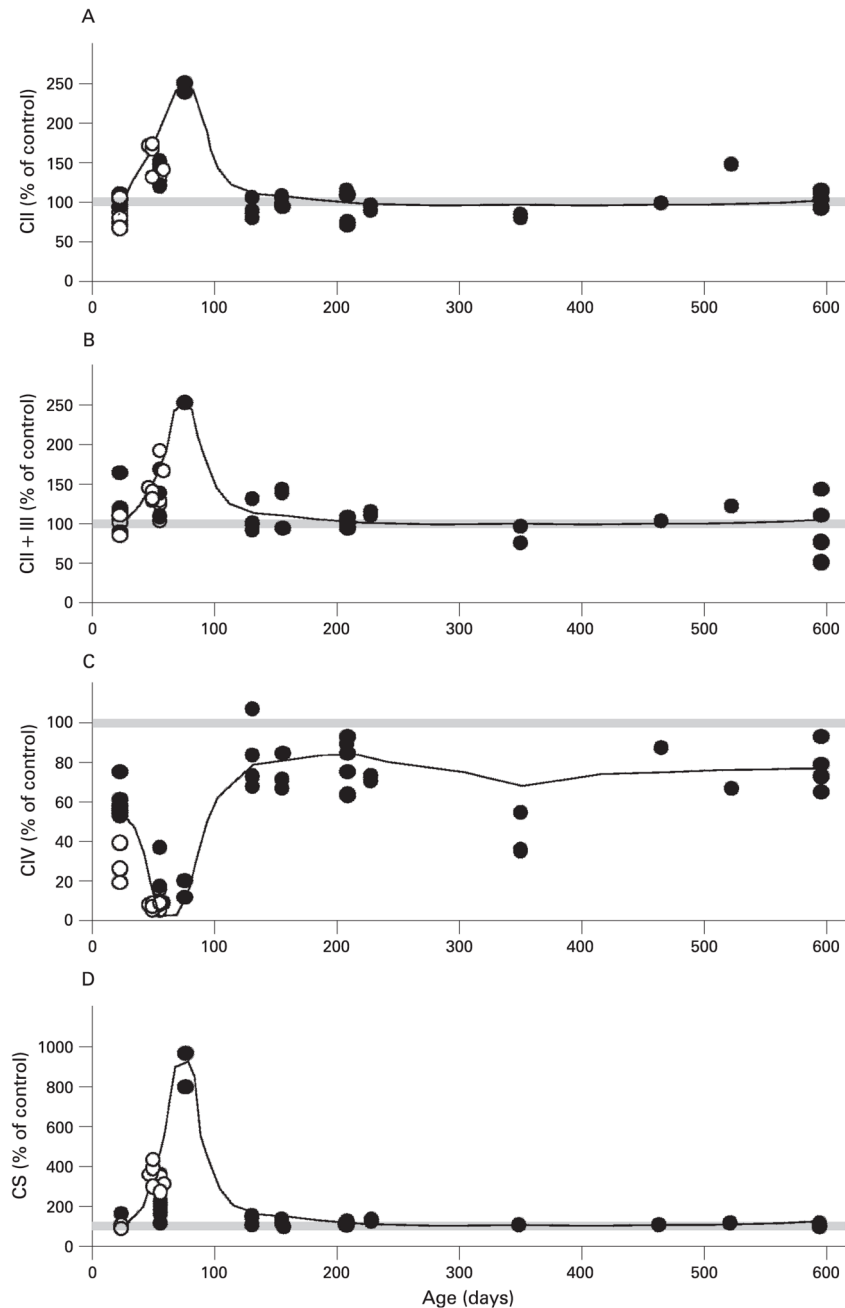 A
CII (% of control)
250
200
150
100
50
0
0 100 200 300 400 500 600
B
CII + III (% of control)
250
200
150
100
50
0
0 100 200 300 400 500 600
C
CIV (% of control)
100
80
60
40
20
0
0 100 200 300 400 500 600
D
CS (% of control)
1000
800
600
400
200
0
0 100 200 300 400 500 600
Age (days)